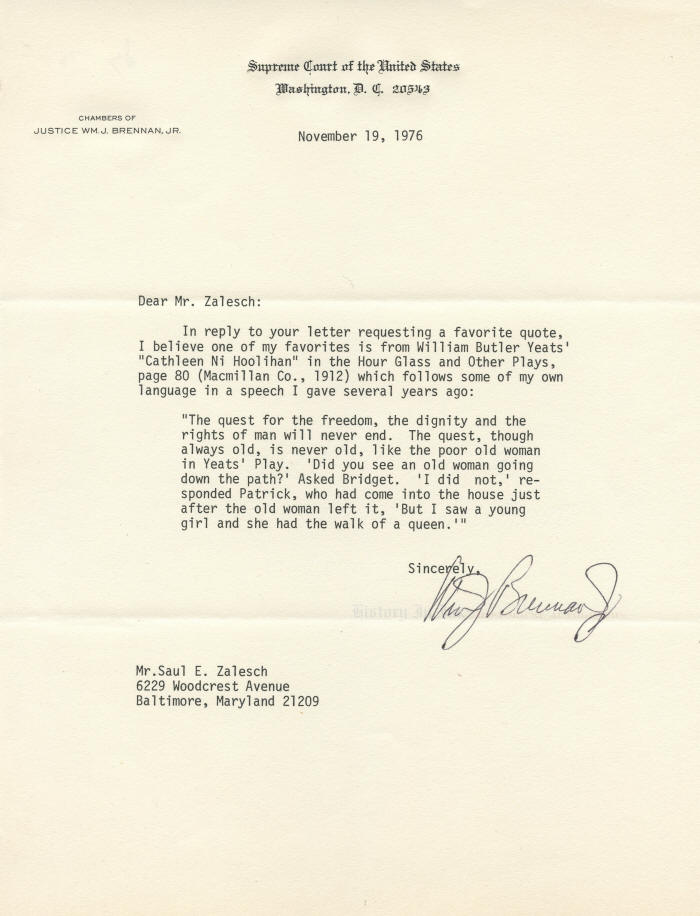 Supreme Court of the United States
Washington, D. C. 20543
CHAMBERS OF
JUSTICE WM. J. BRENNAN, JR.
November 19, 1976
Dear Mr. Zalesch:
In reply to your letter requesting a favorite quote,
I believe one of my favorites is from William Butler Yeats'
"Cathleen Ni Hoolihan" in the Hour Glass and Other Plays,
page 80 (Macmillan Co., 1912) which follows some of my own
language in a speech I gave several years ago:
"The quest for the freedom, the dignity and the
rights of man will never end. The quest, though
always old, is never old, like the poor old woman
in Yeats' Play. 'Did you see an old woman going
down the path?' Asked Bridget. 'I did not,' re-
sponded Patrick, who had come into the house just
after the old woman left it, 'But I saw a young
girl and she had the walk of a queen.'"
Sincerely,
Wm J Brennan Jr
History
Mr.Saul E. Zalesch
6229 Woodcrest Avenue
Baltimore, Maryland 21209